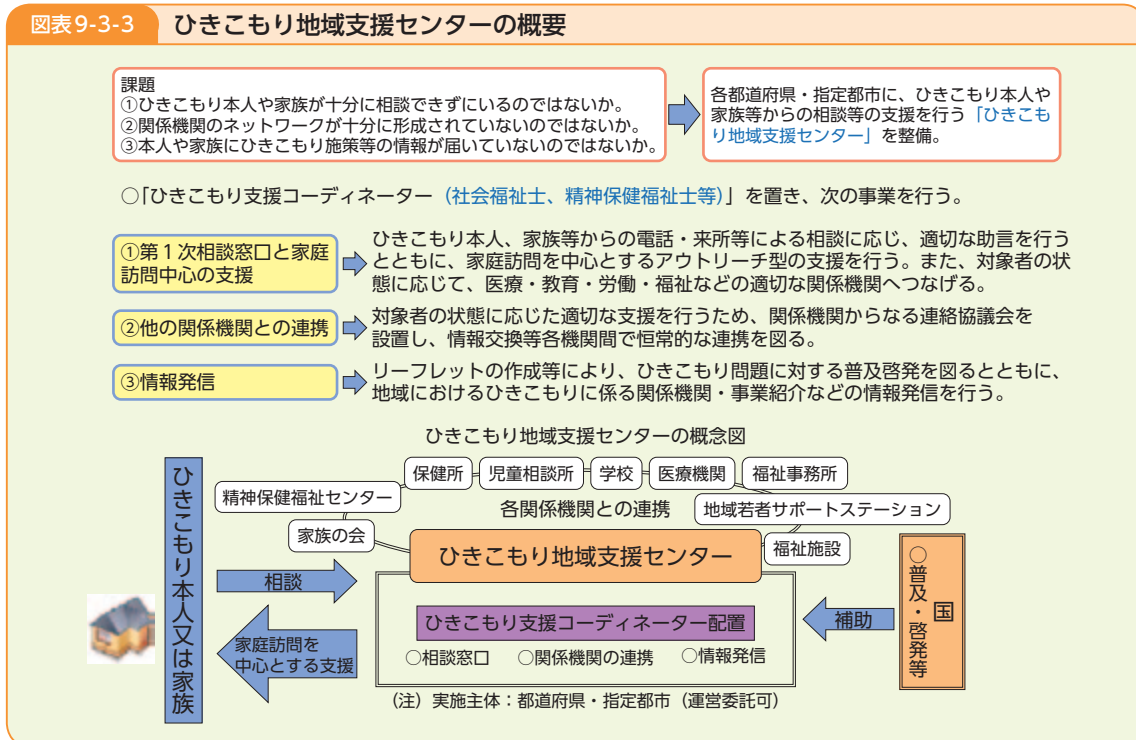 図表9-3-3 ひきこもり地域支援センターの概要
課題
①ひきこもり本人や家族が十分に相談できずにいるのではないか。
②関係機関のネットワークが十分に形成されていないのではないか。
③本人や家族にひきこもり施策等の情報が届いていないのではないか。
各都道府県・指定都市に、ひきこもり本人や
家族等からの相談等の支援を行う「ひきこも
り地域支援センター」を整備。
○「ひきこもり支援コーディネーター（社会福祉士、精神保健福祉士等）」を置き、次の事業を行う。
①第１次相談窓口と家庭
訪問中心の支援
ひきこもり本人、家族等からの電話・来所等による相談に応じ、適切な助言を行う
とともに、家庭訪問を中心とするアウトリーチ型の支援を行う。また、対象者の状
態に応じて、医療・教育・労働・福祉などの適切な関係機関へつなげる。
②他の関係機関との連携
対象者の状態に応じた適切な支援を行うため、関係機関からなる連絡協議会を
設置し、情報交換等各機関間で恒常的な連携を図る。
③情報発信
リーフレットの作成等により、ひきこもり問題に対する普及啓発を図るとともに、
地域におけるひきこもりに係る関係機関・事業紹介などの情報発信を行う。
ひきこもり地域支援センターの概念図
保健所 児童相談所 学校 医療機関 福祉事務所
精神保健福祉センター
各関係機関との連携
地域若者サポートステーション
家族の会
福祉施設
ひきこもり地域支援センター
ひきこもり本人又は家族
相談
家庭訪問を
中心とする支援
ひきこもり支援コーディネーター配置
○相談窓口 ○関係機関の連携 ○情報発信
補助
国
○普及・啓発等
（注）実施主体：都道府県・指定都市（運営委託可）